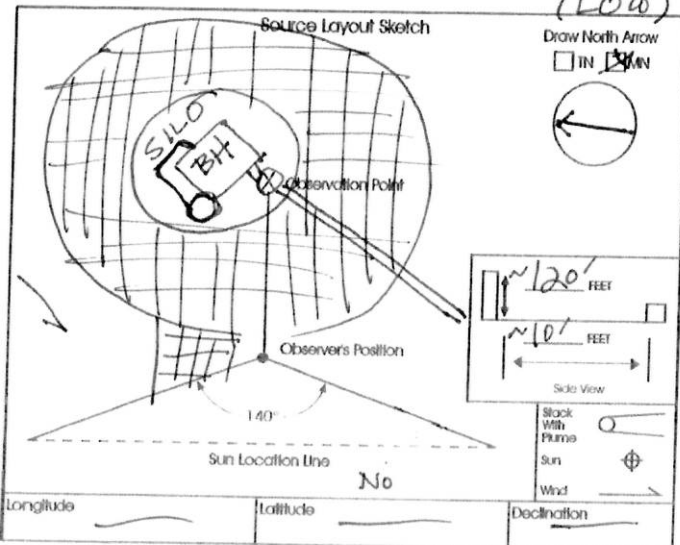 (LOW)
Source Layout Sketch
Draw North Arrow
TN MN
SILO
BH
Observation Point
~120' FEET
~10' FEET
Side View
Observer's Position
140°
Sun Location Line
No
Stack
With
Plume
Sun
Wind
Longitude
Latitude
Declination